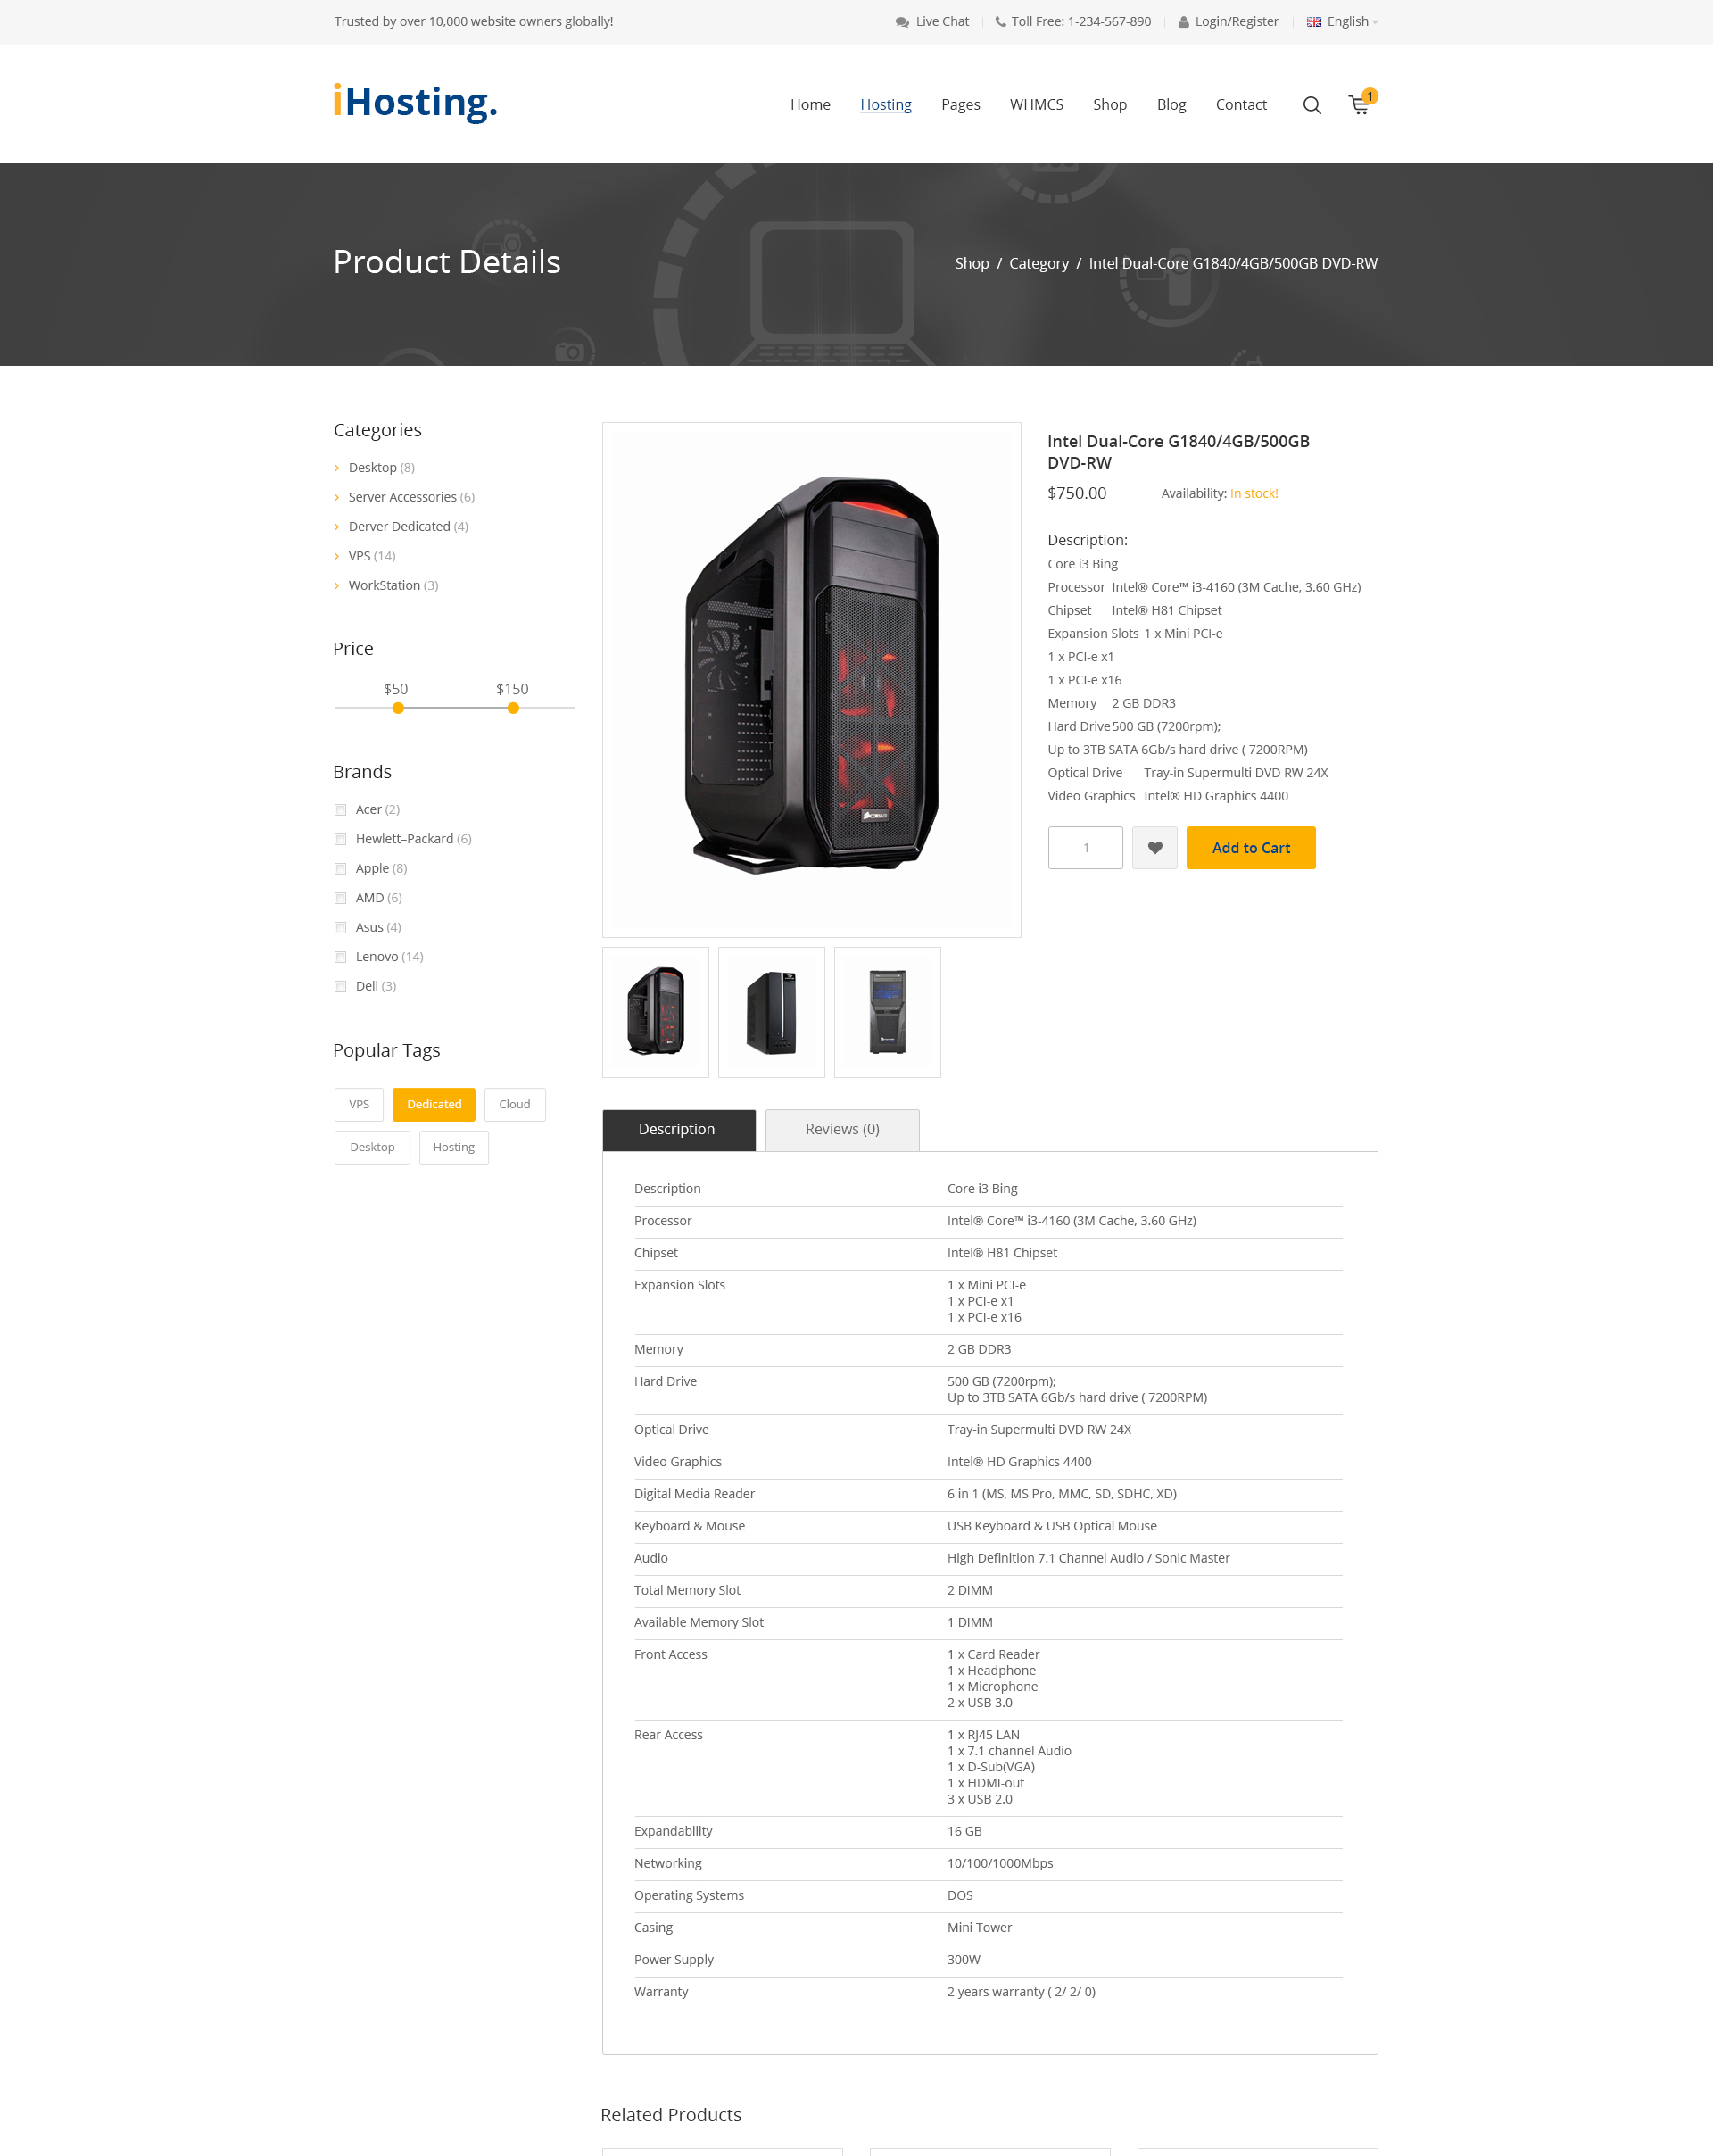 Trusted by over 10,000 website owners globally!
Live Chat
Toll Free: 1-234-567-890
Login/Register
English
iHosting.
Home Hosting Pages WHMCS Shop Blog Contact
1
Product Details
Shop / Category / Intel Dual-Core G1840/4GB/500GB DVD-RW
Categories
Desktop (8)
Server Accessories (6)
Derver Dedicated (4)
VPS (14)
WorkStation (3)
Price
$50 $150
Brands
Acer (2)
Hewlett–Packard (6)
Apple (8)
AMD (6)
Asus (4)
Lenovo (14)
Dell (3)
Popular Tags
VPS Dedicated Cloud
Desktop Hosting
Intel Dual-Core G1840/4GB/500GB
DVD-RW
$750.00 Availability: In stock!
Description:
Core i3 Bing
Processor Intel® Core™ i3-4160 (3M Cache, 3.60 GHz)
Chipset Intel® H81 Chipset
Expansion Slots 1 x Mini PCI-e
1 x PCI-e x1
1 x PCI-e x16
Memory 2 GB DDR3
Hard Drive 500 GB (7200rpm);
Up to 3TB SATA 6Gb/s hard drive ( 7200RPM)
Optical Drive Tray-in Supermulti DVD RW 24X
Video Graphics Intel® HD Graphics 4400
1 Add to Cart
Description Reviews (0)
Description Core i3 Bing
Processor Intel® Core™ i3-4160 (3M Cache, 3.60 GHz)
Chipset Intel® H81 Chipset
Expansion Slots 1 x Mini PCI-e
1 x PCI-e x1
1 x PCI-e x16
Memory 2 GB DDR3
Hard Drive 500 GB (7200rpm);
Up to 3TB SATA 6Gb/s hard drive ( 7200RPM)
Optical Drive Tray-in Supermulti DVD RW 24X
Video Graphics Intel® HD Graphics 4400
Digital Media Reader 6 in 1 (MS, MS Pro, MMC, SD, SDHC, XD)
Keyboard & Mouse USB Keyboard & USB Optical Mouse
Audio High Definition 7.1 Channel Audio / Sonic Master
Total Memory Slot 2 DIMM
Available Memory Slot 1 DIMM
Front Access 1 x Card Reader
1 x Headphone
1 x Microphone
2 x USB 3.0
Rear Access 1 x RJ45 LAN
1 x 7.1 channel Audio
1 x D-Sub(VGA)
1 x HDMI-out
3 x USB 2.0
Expandability 16 GB
Networking 10/100/1000Mbps
Operating Systems DOS
Casing Mini Tower
Power Supply 300W
Warranty 2 years warranty ( 2/ 2/ 0)
Related Products